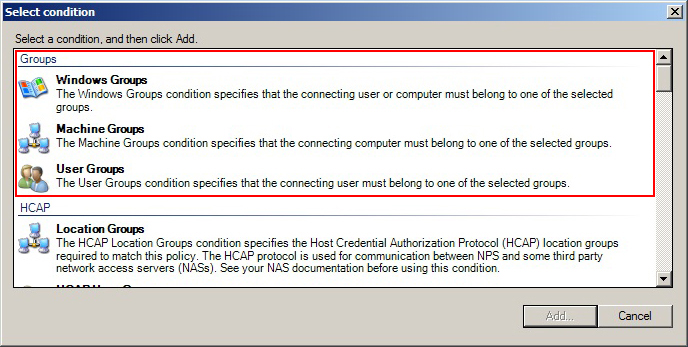 Select condition
Select a condition, and then click Add.
Groups
Windows Groups
The Windows Groups condition specifies that the connecting user or computer must belong to one of the selected
groups.
Machine Groups
The Machine Groups condition specifies that the connecting computer must belong to one of the selected groups.
User Groups
The User Groups condition specifies that the connecting user must belong to one of the selected groups.
HCAP
Location Groups
The HCAP Location Groups condition specifies the Host Credential Authorization Protocol (HCAP) location groups
required to match this policy. The HCAP protocol is used for communication between NPS and some third party
network access servers (NASs). See your NAS documentation before using this condition.
Add...
Cancel